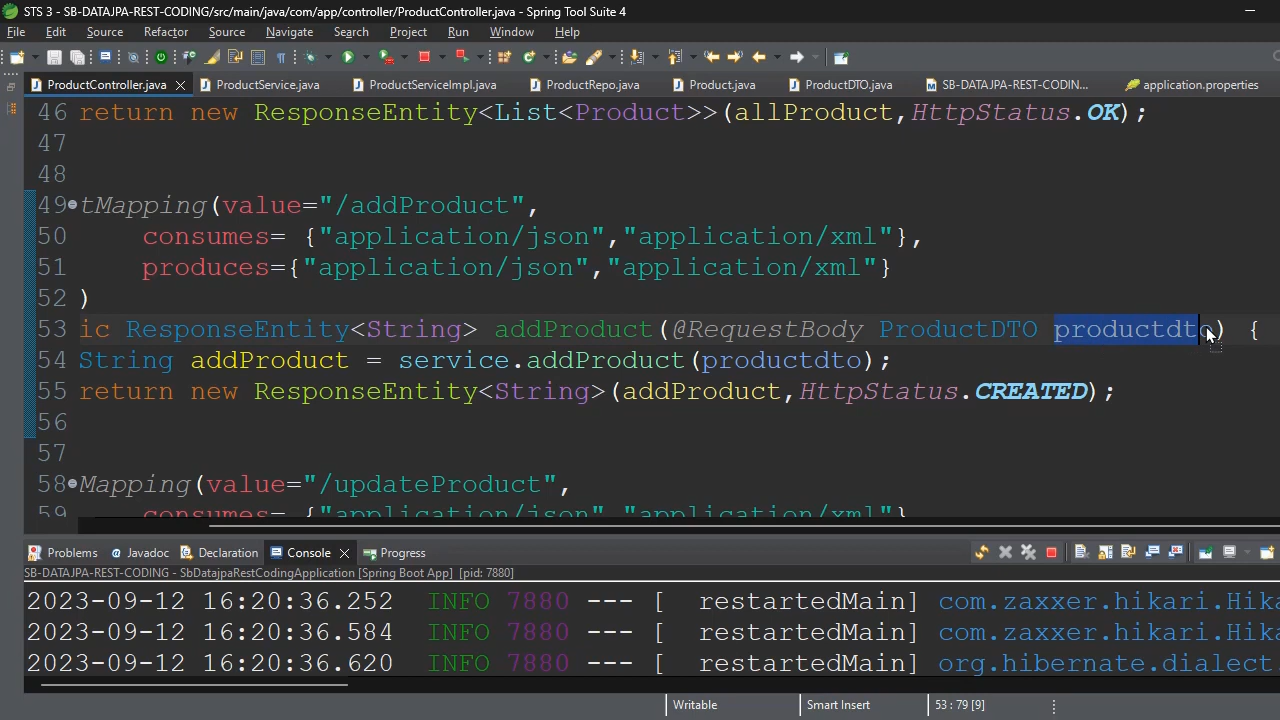 STS 3 - SB-DATAJPA-REST-CODING/src/main/java/com/app/controller/ProductController.java - Spring Tool Suite 4
File Edit Source Refactor Source Navigate Search Project Run Window Help
ProductController.java ProductService.java ProductServiceImpl.java ProductRepo.java Product.java ProductDTO.java SB-DATAJPA-REST-CODIN... application.properties
46 return new ResponseEntity<List<Product>>(allProduct,HttpStatus.OK);
47
48
49 tMapping(value="/addProduct",
50 consumes= {"application/json","application/xml"},
51 produces={"application/json","application/xml"}
52 )
53 ic ResponseEntity<String> addProduct(@RequestBody ProductDTO productdto) {
54 String addProduct = service.addProduct(productdto);
55 return new ResponseEntity<String>(addProduct,HttpStatus.CREATED);
56
57
58 Mapping(value="/updateProduct",
59 consumes= {"application/json","application/xml"},
Problems @ Javadoc Declaration Console Progress
SB-DATAJPA-REST-CODING - SbDatajpaRestCodingApplication [Spring Boot App] [pid: 7880]
2023-09-12 16:20:36.252 INFO 7880 --- [ restartedMain] com.zaxxer.hikari.Hika
2023-09-12 16:20:36.584 INFO 7880 --- [ restartedMain] com.zaxxer.hikari.Hika
2023-09-12 16:20:36.620 INFO 7880 --- [ restartedMain] org.hibernate.dialect
Writable Smart Insert 53 : 79 [9]